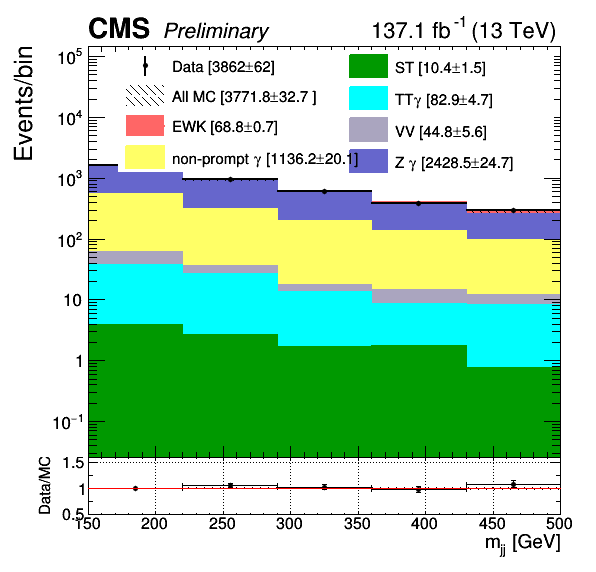 CMS Preliminary 137.1 fb⁻¹ (13 TeV)
Events/bin
10⁵
10⁴
10³
10²
10
1
10⁻¹
Data [3862±62]
All MC [3771.8±32.7 ]
EWK [68.8±0.7]
non-prompt γ [1136.2±20.1]
ST [10.4±1.5]
TTγ [82.9±4.7]
VV [44.8±5.6]
Z γ [2428.5±24.7]
Data/MC
1.5
1
0.5
150 200 250 300 350 400 450 500
m_jj [GeV]